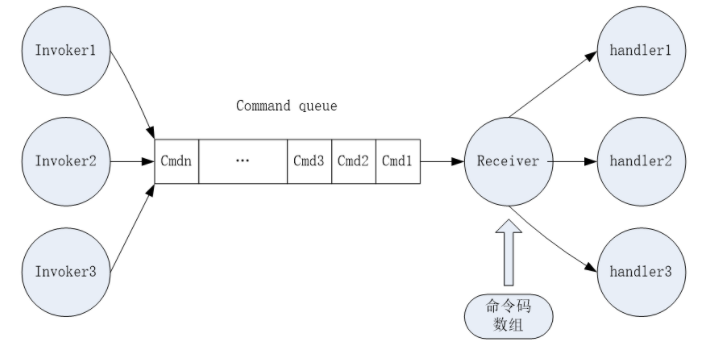 Invoker1
handler1
Command queue
Invoker2
Cmdn
...
Cmd3
Cmd2
Cmd1
Receiver
handler2
Invoker3
handler3
命令码
数组